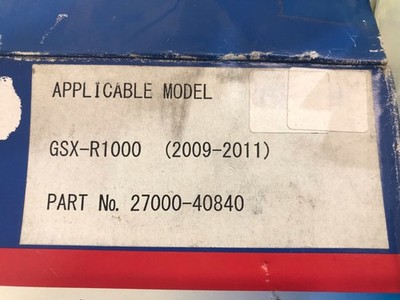 APPLICABLE MODEL
GSX-R1000 (2009-2011)
PART №. 27000-40840